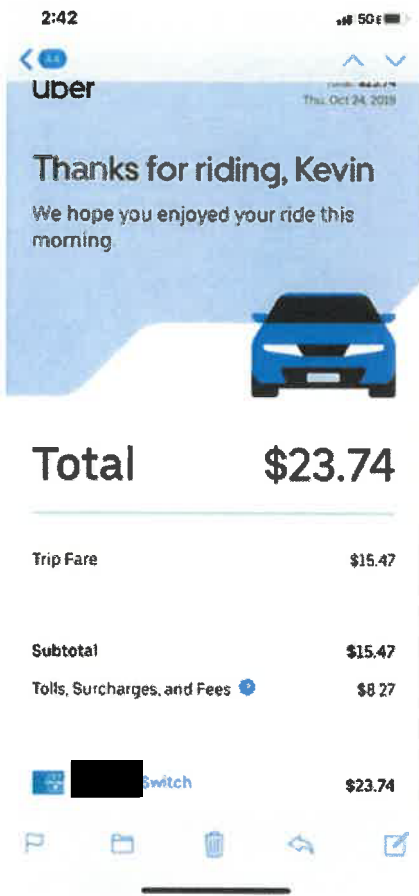 2:42
5GE
44
Uber
Thu, Oct 24, 2019
Thanks for riding, Kevin
We hope you enjoyed your ride this
morning.
Total $23.74
Trip Fare $15.47
Subtotal $15.47
Tolls, Surcharges, and Fees ? $8.27
Switch $23.74